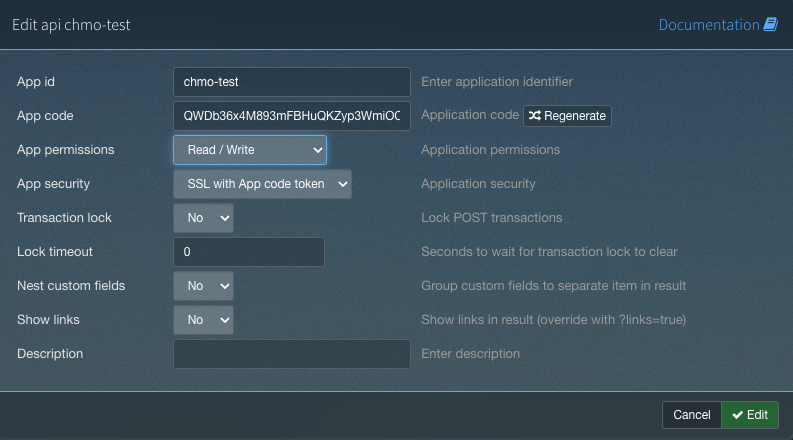 Edit api chmo-test
Documentation
App id chmo-test Enter application identifier
App code QWDb36x4M893mFBHuQKZyp3WmiOC Application code Regenerate
App permissions Read / Write Application permissions
App security SSL with App code token Application security
Transaction lock No Lock POST transactions
Lock timeout 0 Seconds to wait for transaction lock to clear
Nest custom fields No Group custom fields to separate item in result
Show links No Show links in result (override with ?links=true)
Description Enter description
Cancel Edit